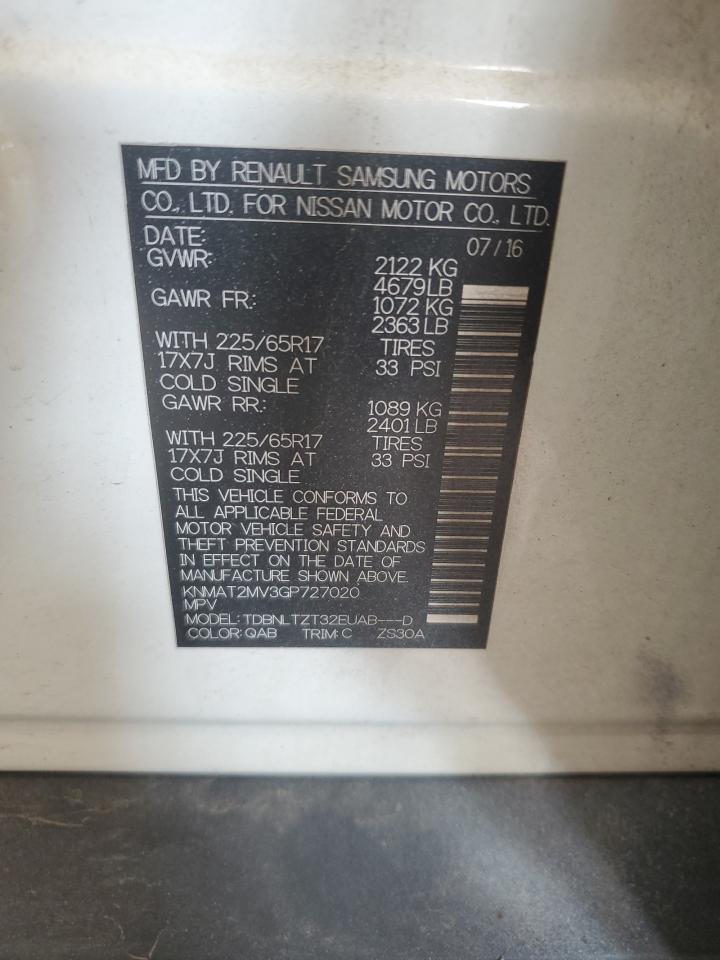 MFD BY RENAULT SAMSUNG MOTORS
CO., LTD. FOR NISSAN MOTOR CO., LTD.
DATE: 07/16
GVWR: 2122 KG
4679LB
GAWR FR.: 1072 KG
2363LB
WITH 225/65R17 TIRES
17X7J RIMS AT 33 PSI
COLD SINGLE
GAWR RR.: 1089 KG
2401LB
WITH 225/65R17 TIRES
17X7J RIMS AT 33 PSI
COLD SINGLE
THIS VEHICLE CONFORMS TO
ALL APPLICABLE FEDERAL
MOTOR VEHICLE SAFETY AND
THEFT PREVENTION STANDARDS
IN EFFECT ON THE DATE OF
MANUFACTURE SHOWN ABOVE.
KNMAT2MV3GP727020
MPV
MODEL: TDBNLTZT32EUAB---D
COLOR: QAB TRIM: C ZS30A